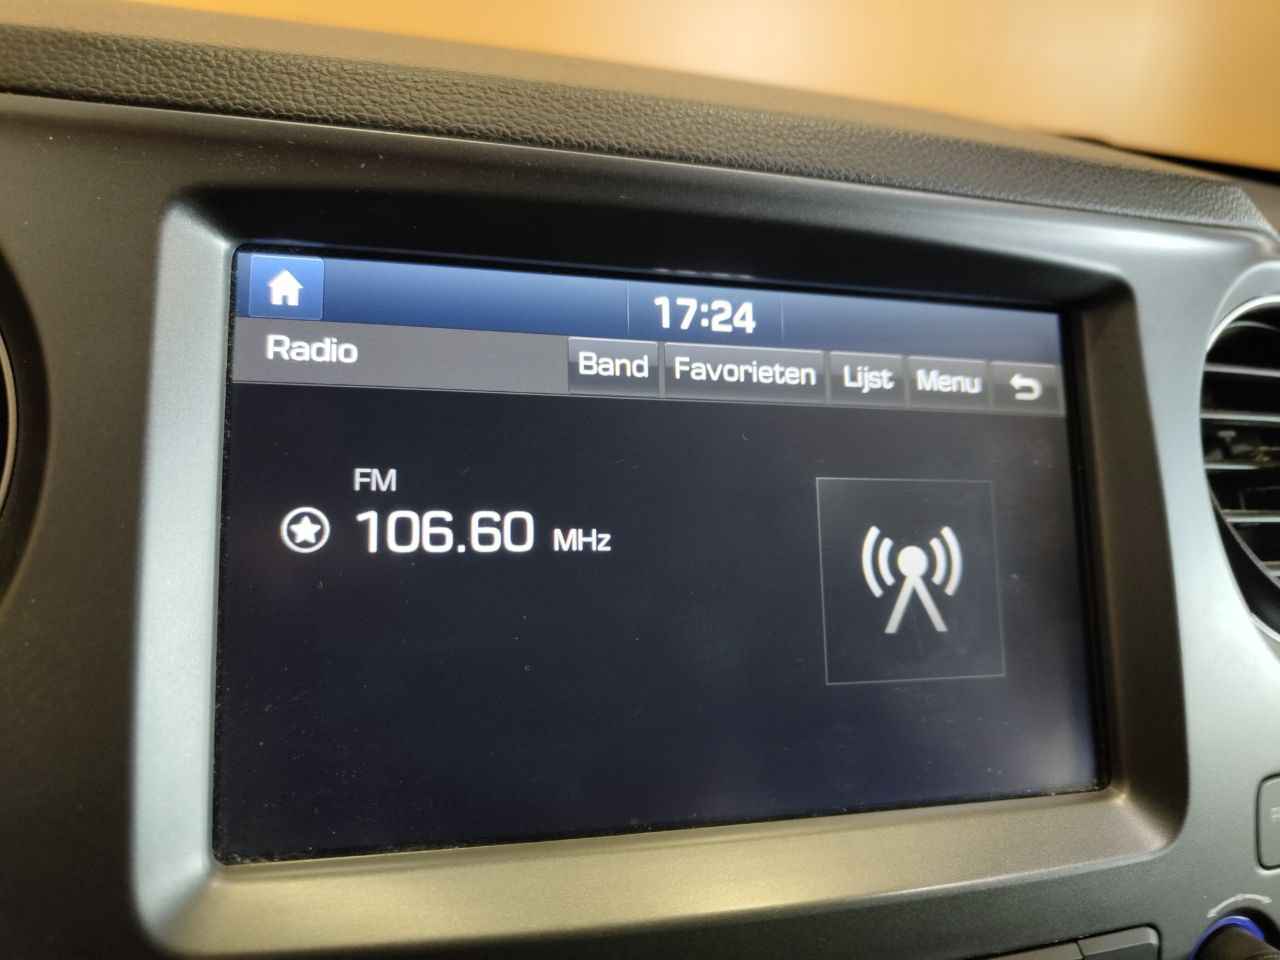 17:24
Radio Band Favorieten Lijst Menu
FM
106.60 MHz